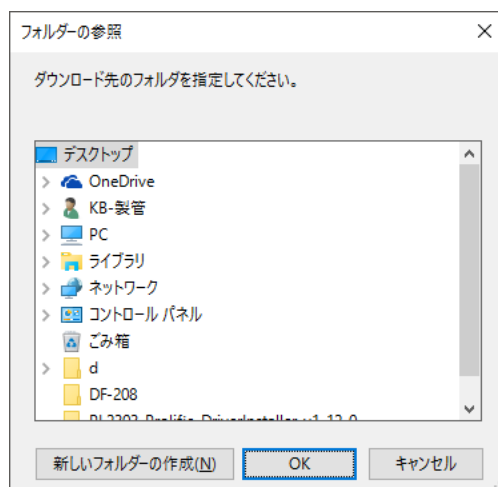 フォルダーの参照
ダウンロード先のフォルダを指定してください。
デスクトップ
OneDrive
KB-製管
PC
ライブラリ
ネットワーク
コントロール パネル
ごみ箱
d
DF-208
PL2303_Prolific_DriverInstaller_v1_12_0
新しいフォルダーの作成(N)
OK
キャンセル